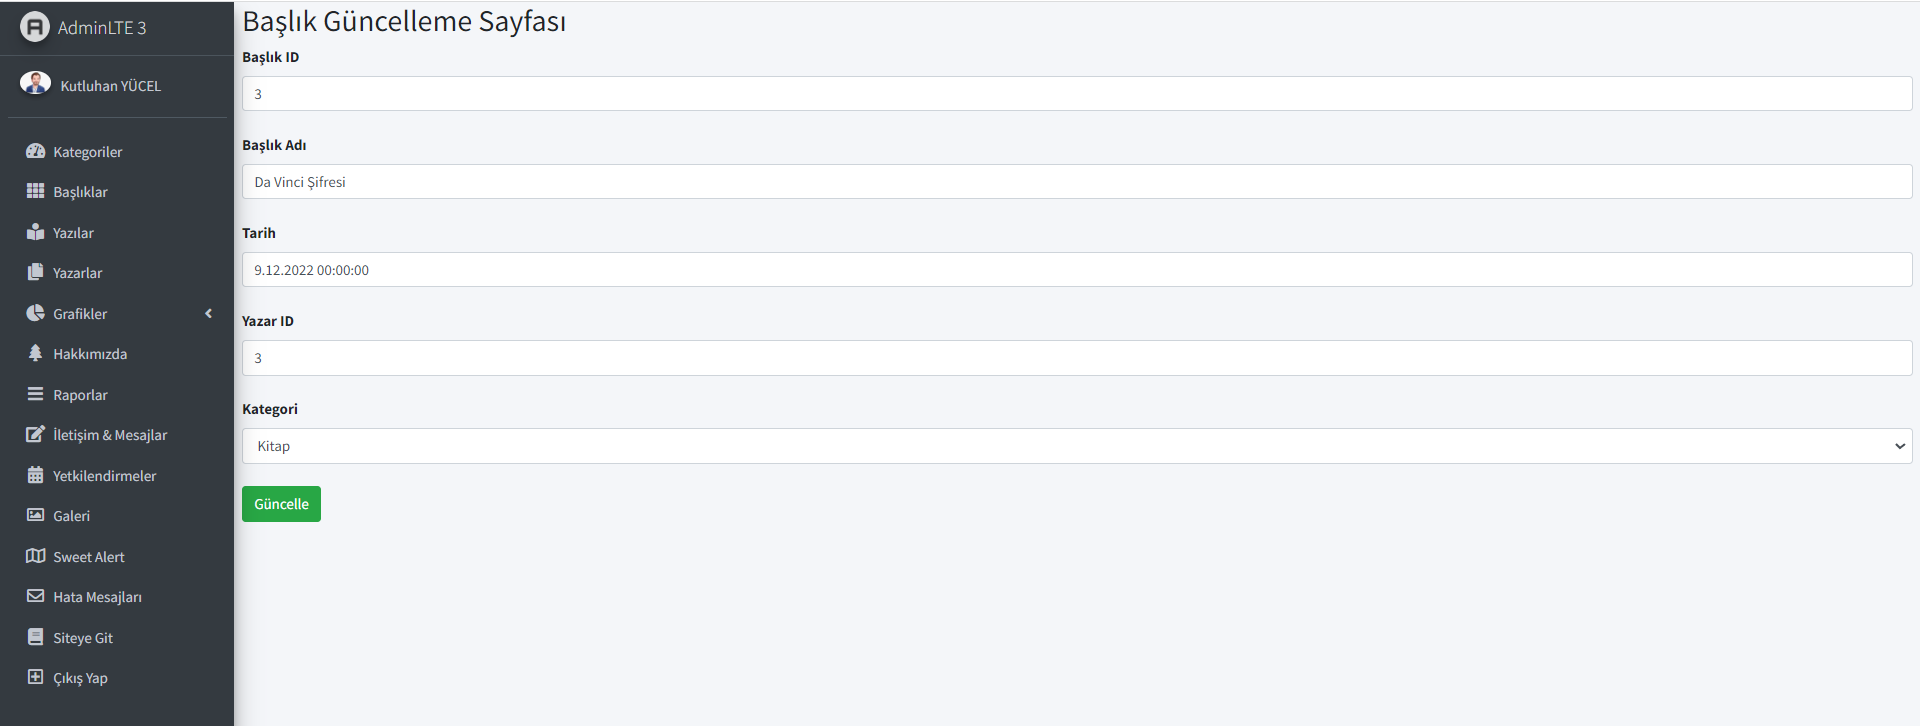 AdminLTE 3
Kutluhan YÜCEL
Kategoriler
Başlıklar
Yazılar
Yazarlar
Grafikler
Hakkımızda
Raporlar
İletişim & Mesajlar
Yetkilendirmeler
Galeri
Sweet Alert
Hata Mesajları
Siteye Git
Çıkış Yap
Başlık Güncelleme Sayfası
Başlık ID
3
Başlık Adı
Da Vinci Şifresi
Tarih
9.12.2022 00:00:00
Yazar ID
3
Kategori
Kitap
Güncelle